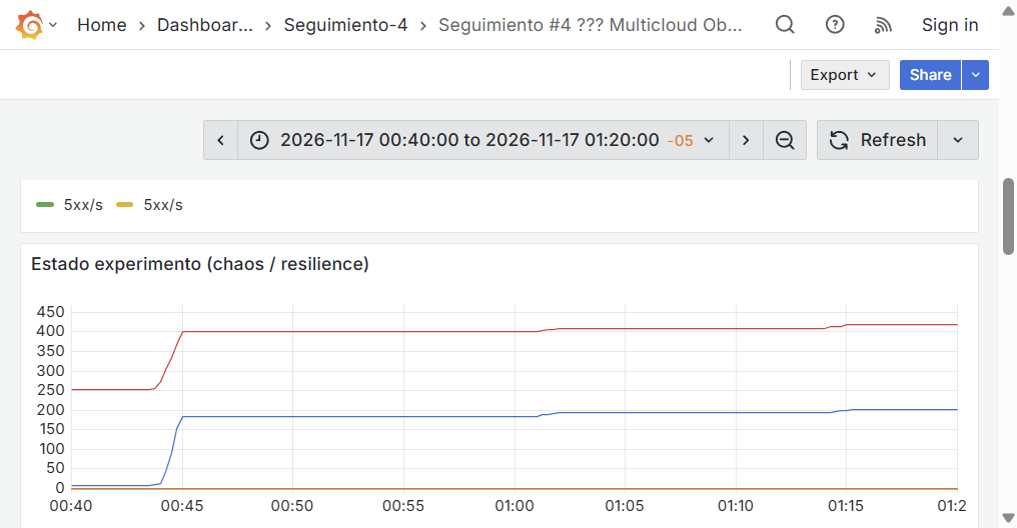 Home > Dashboar... > Seguimiento-4 > Seguimiento #4 ??? Multicloud Ob...
Sign in
Export
Share
2026-11-17 00:40:00 to 2026-11-17 01:20:00 -05
Refresh
5xx/s 5xx/s
Estado experimento (chaos / resilience)
450
400
350
300
250
200
150
100
50
0
00:40 00:45 00:50 00:55 01:00 01:05 01:10 01:15 01:2